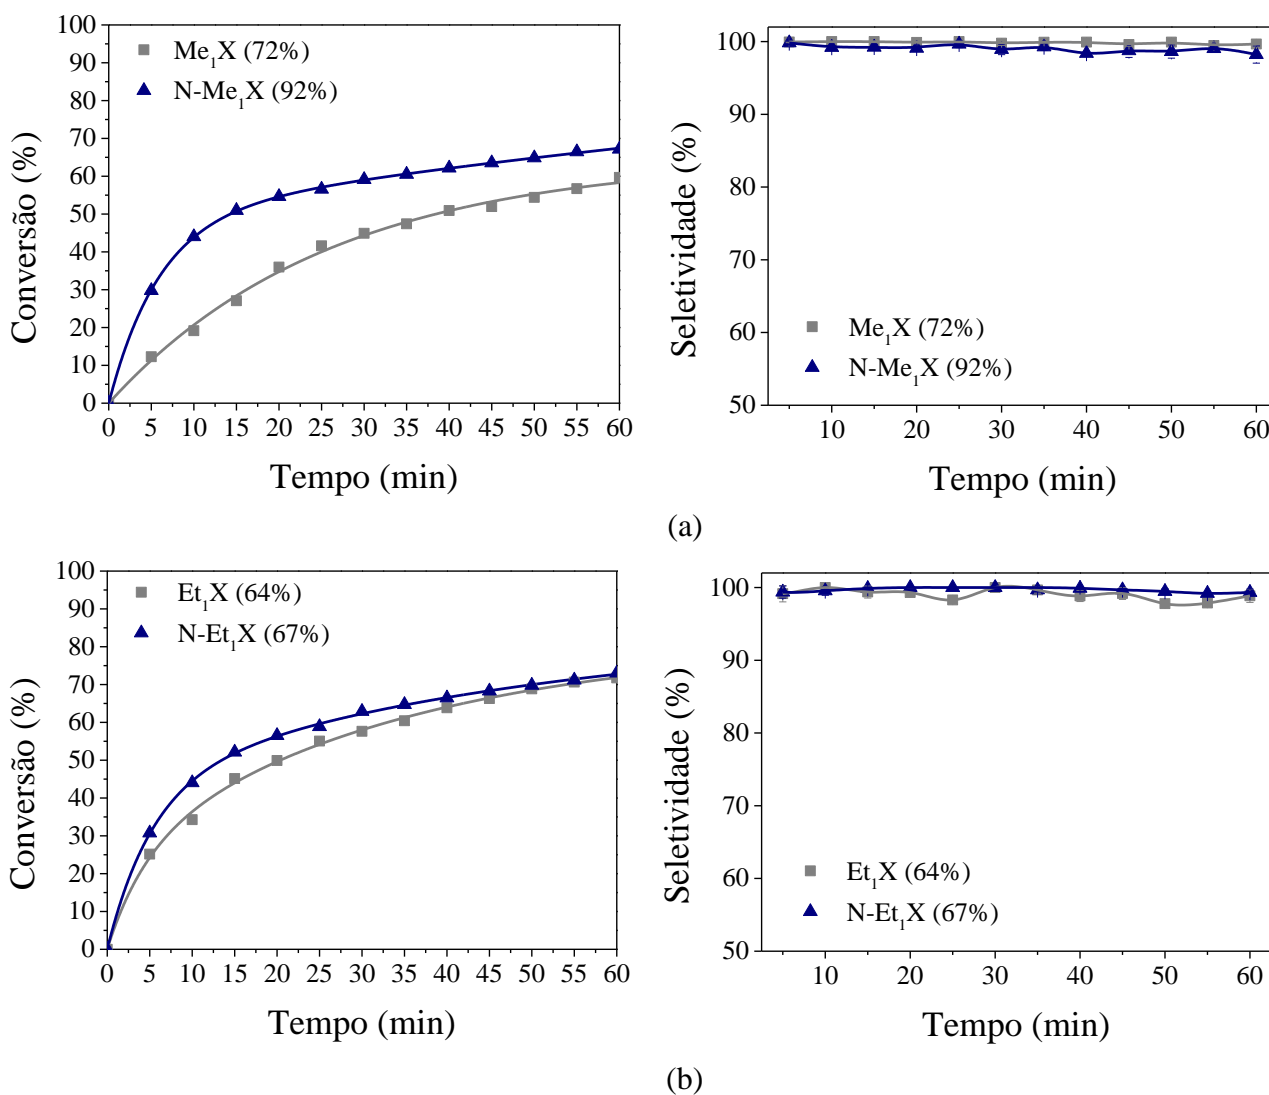 100
90
80
70
60
50
40
30
20
10
0
Conversão (%)
Me₁X (72%)
N-Me₁X (92%)
0 5 10 15 20 25 30 35 40 45 50 55 60
Tempo (min)
100
90
80
70
60
50
Seletividade (%)
Me₁X (72%)
N-Me₁X (92%)
10 20 30 40 50 60
Tempo (min)
(a)
100
90
80
70
60
50
40
30
20
10
0
Conversão (%)
Et₁X (64%)
N-Et₁X (67%)
0 5 10 15 20 25 30 35 40 45 50 55 60
Tempo (min)
100
90
80
70
60
50
Seletividade (%)
Et₁X (64%)
N-Et₁X (67%)
10 20 30 40 50 60
Tempo (min)
(b)